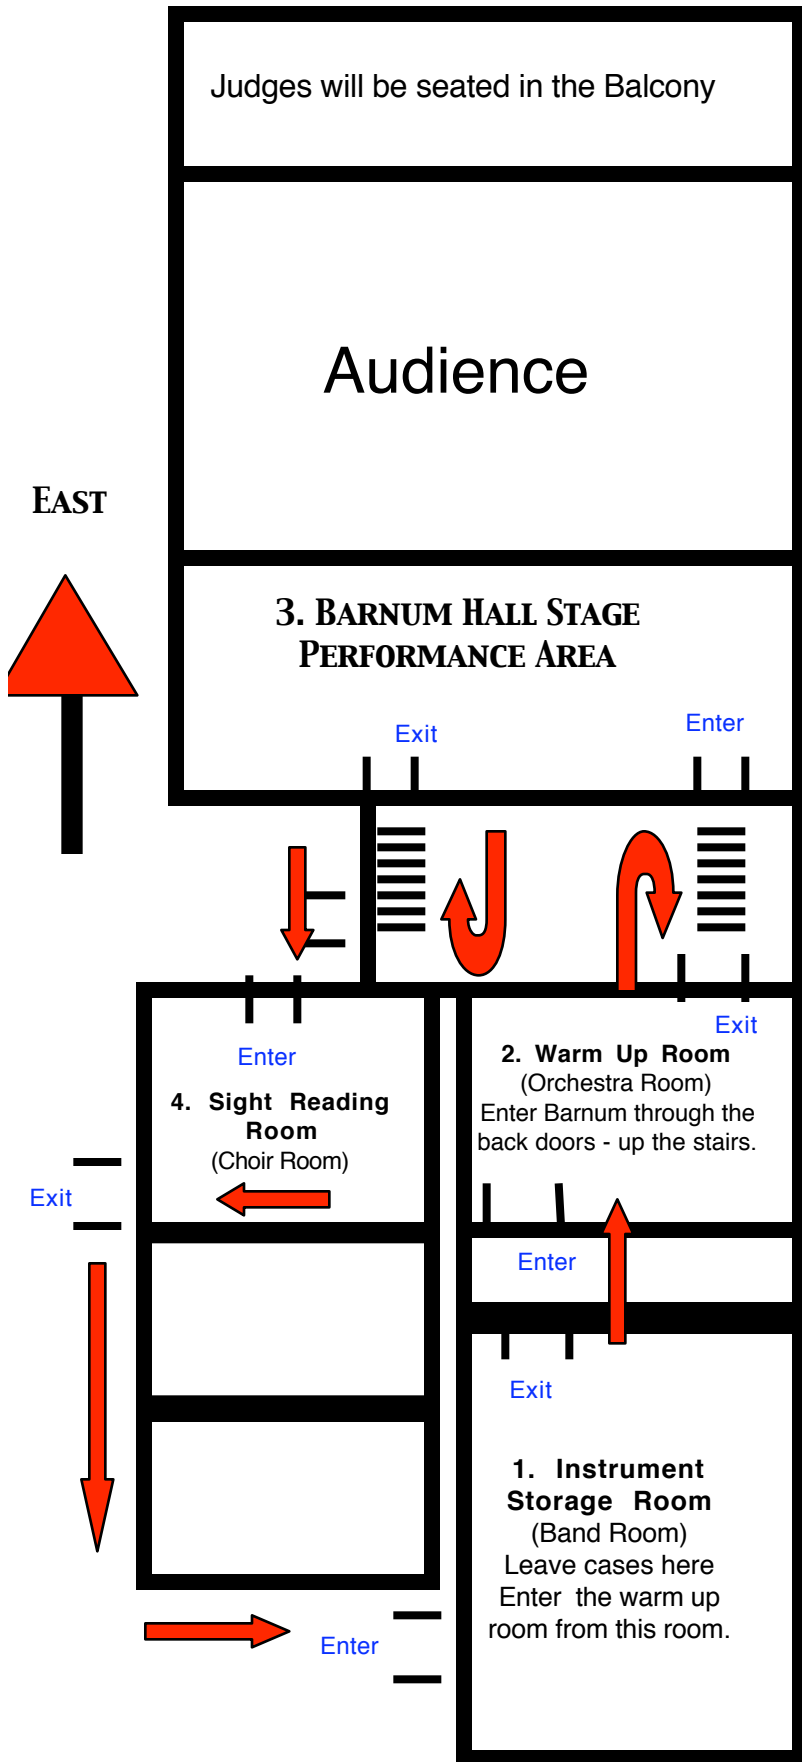 Judges will be seated in the Balcony
Audience
EAST
3. BARNUM HALL STAGE
PERFORMANCE AREA
Exit
Enter
Exit
Enter
2. Warm Up Room
(Orchestra Room)
Enter Barnum through the
back doors - up the stairs.
4. Sight Reading
Room
(Choir Room)
Exit
Enter
Exit
1. Instrument
Storage Room
(Band Room)
Leave cases here
Enter the warm up
room from this room.
Enter